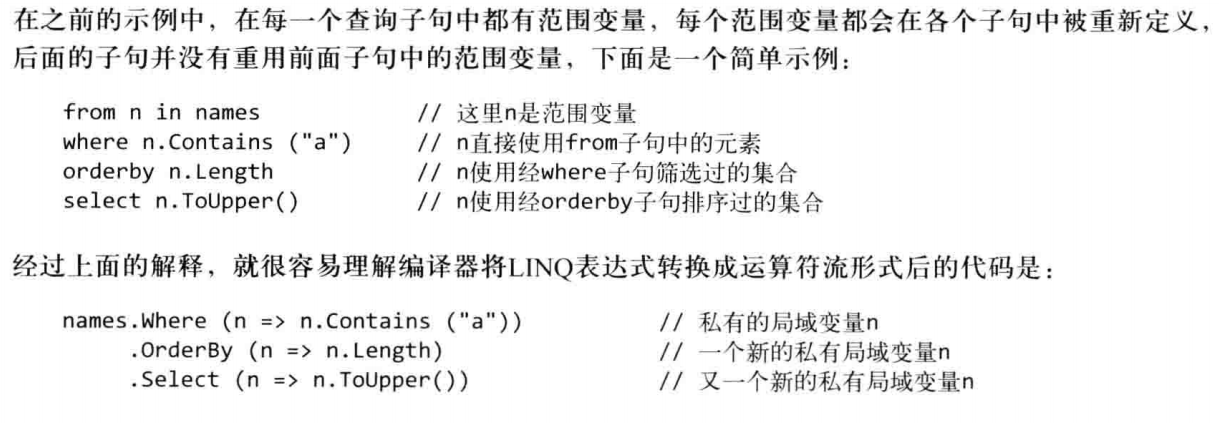 在之前的示例中，在每一个查询子句中都有范围变量，每个范围变量都会在各个子句中被重新定义，
后面的子句并没有重用前面子句中的范围变量，下面是一个简单示例：
from n in names // 这里n是范围变量
where n.Contains ("a") // n直接使用from子句中的元素
orderby n.Length // n使用经where子句筛选过的集合
select n.ToUpper() // n使用经orderby子句排序过的集合
经过上面的解释，就很容易理解编译器将LINQ表达式转换成运算符流形式后的代码是：
names.Where (n => n.Contains ("a")) // 私有的局域变量n
.OrderBy (n => n.Length) // 一个新的私有局域变量n
.Select (n => n.ToUpper()) // 又一个新的私有局域变量n